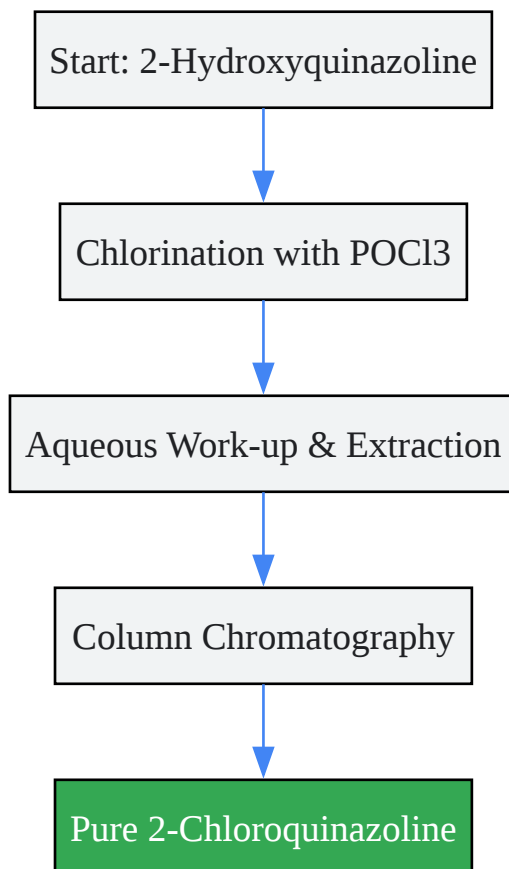 Start: 2-Hydroxyquinazoline
Chlorination with POCl3
Aqueous Work-up & Extraction
Column Chromatography
Pure 2-Chloroquinazoline